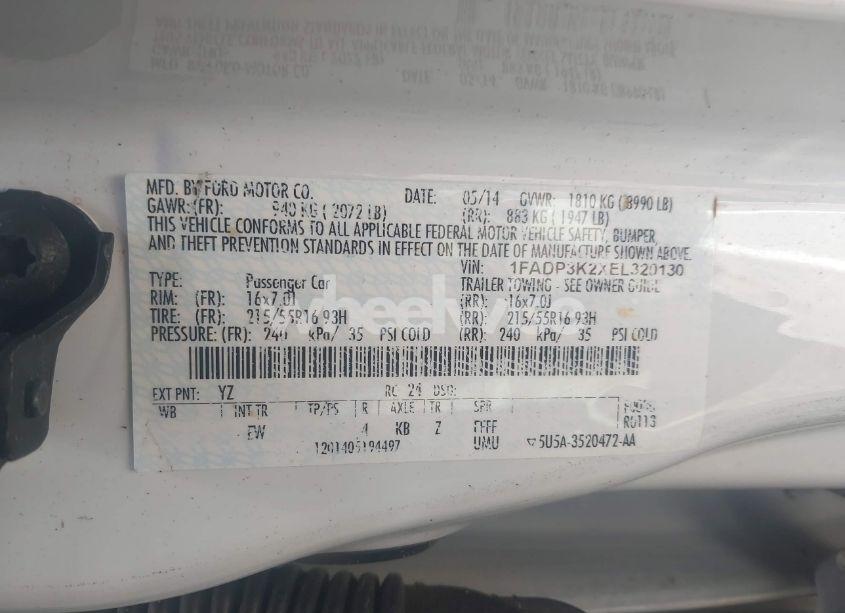 MFD. BY FORD MOTOR CO. DATE: 05/14 GVWR: 1810 KG (3990 LB)
GAWR:(FR): 940 KG ( 2072 LB) (RR): 883 KG ( 1947 LB)
THIS VEHICLE CONFORMS TO ALL APPLICABLE FEDERAL MOTOR VEHICLE SAFETY, BUMPER,
AND THEFT PREVENTION STANDARDS IN EFFECT ON THE DATE OF MANUFACTURE SHOWN ABOVE.
VIN: 1FADP3K2XEL320130
TYPE: Passenger Car TRAILER TOWING - SEE OWNER GUIDE
RIM: (FR): 16x7.0J (RR): 16x7.0J
TIRE: (FR): 215/55R16 93H (RR): 215/55R16 93H
PRESSURE: (FR): 240 kPa/ 35 PSI COLD (RR): 240 kPa/ 35 PSI COLD
EXT PNT: YZ RC: 24 DSO:
WB INT TR TP/PS R AXLE TR SPR
EW 4 KB Z
1201405194497 UMU ▽ 5U5A-3520472-AA
R0113